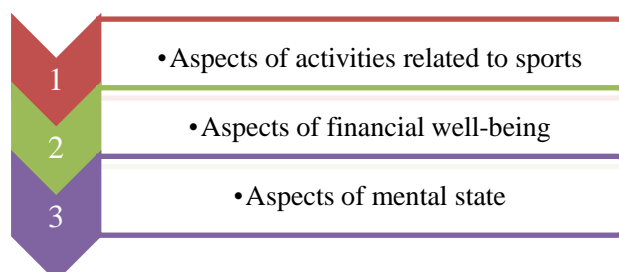 1
•Aspects of activities related to sports
2
•Aspects of financial well-being
3
•Aspects of mental state